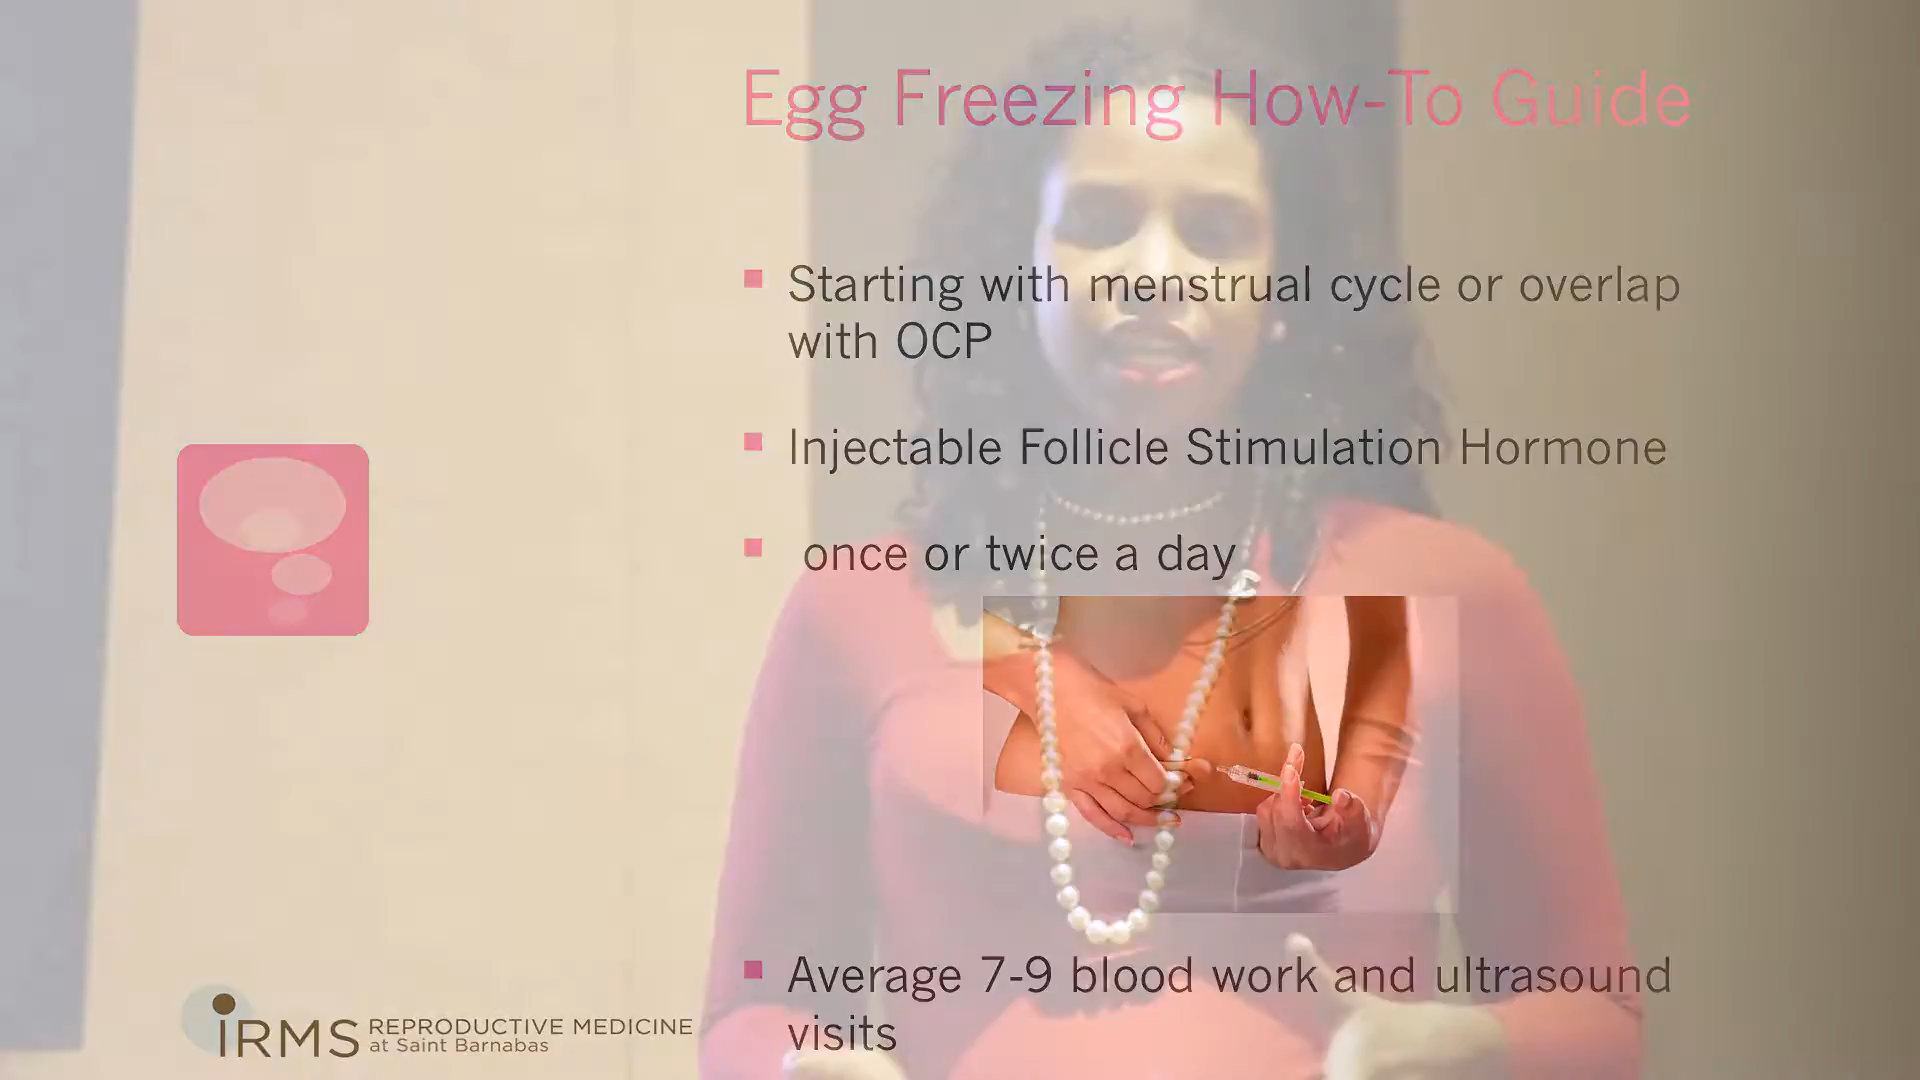 Egg Freezing How-To Guide
Starting with menstrual cycle or overlap
with OCP
Injectable Follicle Stimulation Hormone
once or twice a day
Average 7-9 blood work and ultrasound
visits
iRMS REPRODUCTIVE MEDICINE
at Saint Barnabas